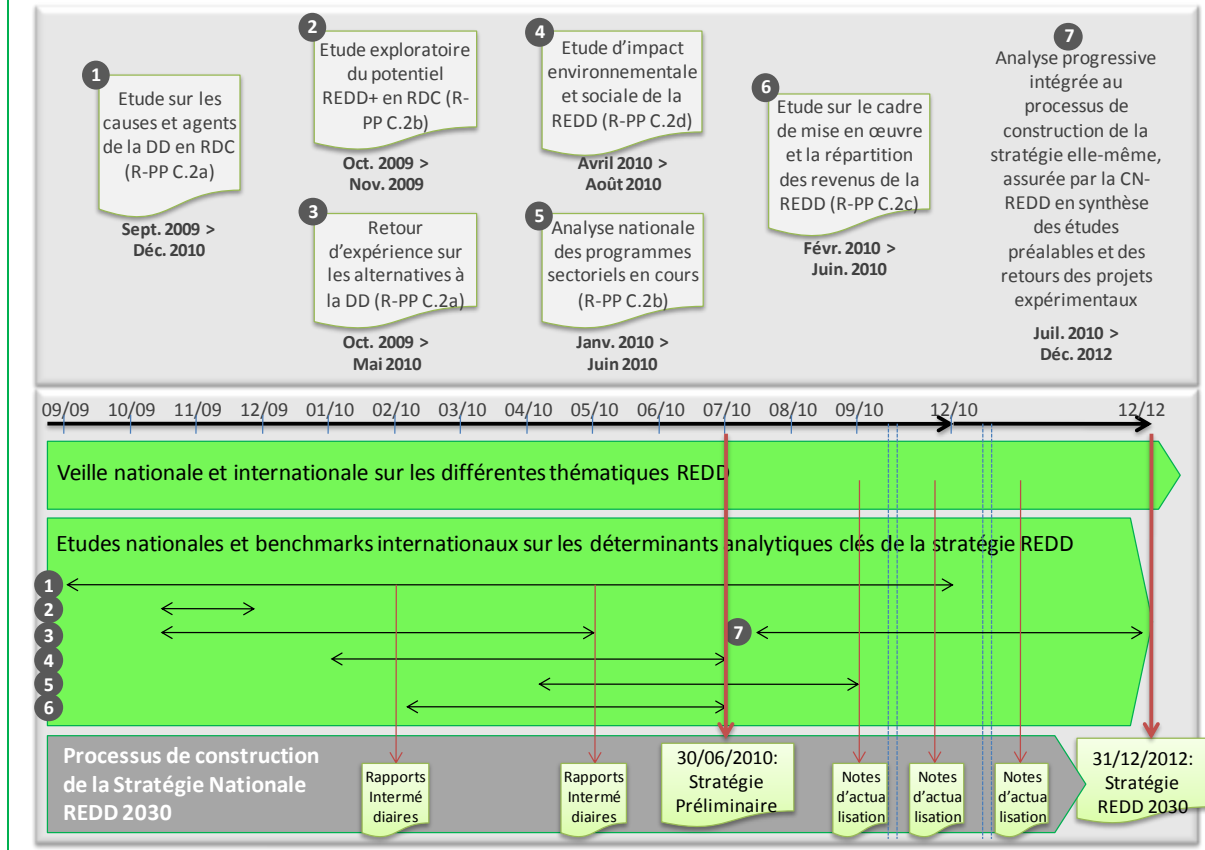 1
Etude sur les
causes et agents
de la DD en RDC
(R-PP C.2a)
Sept. 2009 >
Déc. 2010
2
Etude exploratoire
du potentiel
REDD+ en RDC (R-
PP C.2b)
Oct. 2009 >
Nov. 2009
3
Retour
d'expérience sur
les alternatives à
la DD (R-PP C.2a)
Oct. 2009 >
Mai 2010
4
Etude d'impact
environnementale
et sociale de la
REDD (R-PP C.2d)
Avril 2010 >
Août 2010
5
Analyse nationale
des programmes
sectoriels en cours
(R-PP C.2b)
Janv. 2010 >
Juin 2010
6
Etude sur le cadre
de mise en œuvre
et la répartition
des revenus de la
REDD (R-PP C.2c)
Févr. 2010 >
Juin. 2010
7
Analyse progressive
intégrée au
processus de
construction de la
stratégie elle-même,
assurée par la CN-
REDD en synthèse
des études
préalables et des
retours des projets
expérimentaux
Juil. 2010 >
Déc. 2012
09/09 10/09 11/09 12/09 01/10 02/10 03/10 04/10 05/10 06/10 07/10 08/10 09/10 12/10 12/12
Veille nationale et internationale sur les différentes thématiques REDD
Etudes nationales et benchmarks internationaux sur les déterminants analytiques clés de la stratégie REDD
1
2
3
7
4
5
6
Processus de construction
de la Stratégie Nationale
REDD 2030
Rapports
Intermé
diaires
Rapports
Intermé
diaires
30/06/2010:
Stratégie
Préliminaire
Notes
d'actua
lisation
Notes
d'actua
lisation
Notes
d'actua
lisation
31/12/2012:
Stratégie
REDD 2030